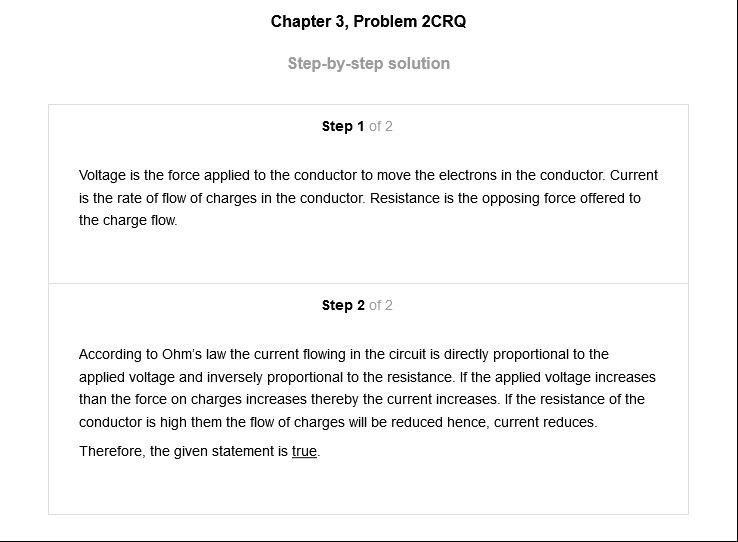 Chapter 3, Problem 2CRQ
Step-by-step solution
Step 1 of 2
Voltage is the force applied to the conductor to move the electrons in the conductor. Current
is the rate of flow of charges in the conductor. Resistance is the opposing force offered to
the charge flow.
Step 2 of 2
According to Ohm's law the current flowing in the circuit is directly proportional to the
applied voltage and inversely proportional to the resistance. If the applied voltage increases
than the force on charges increases thereby the current increases. If the resistance of the
conductor is high them the flow of charges will be reduced hence, current reduces.
Therefore, the given statement is true.